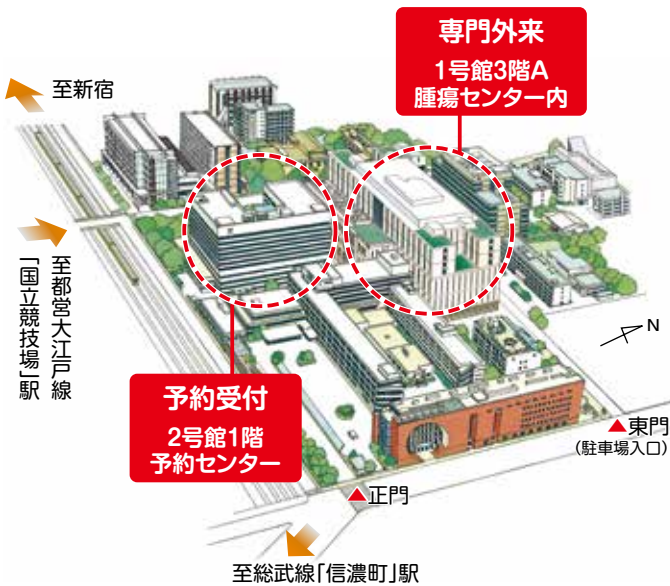 専門外来
1号館3階A
腫瘍センター内
至新宿
至都営大江戸線
「国立競技場」駅
N
予約受付
2号館1階
予約センター
東門
(駐車場入口)
正門
至総武線「信濃町」駅